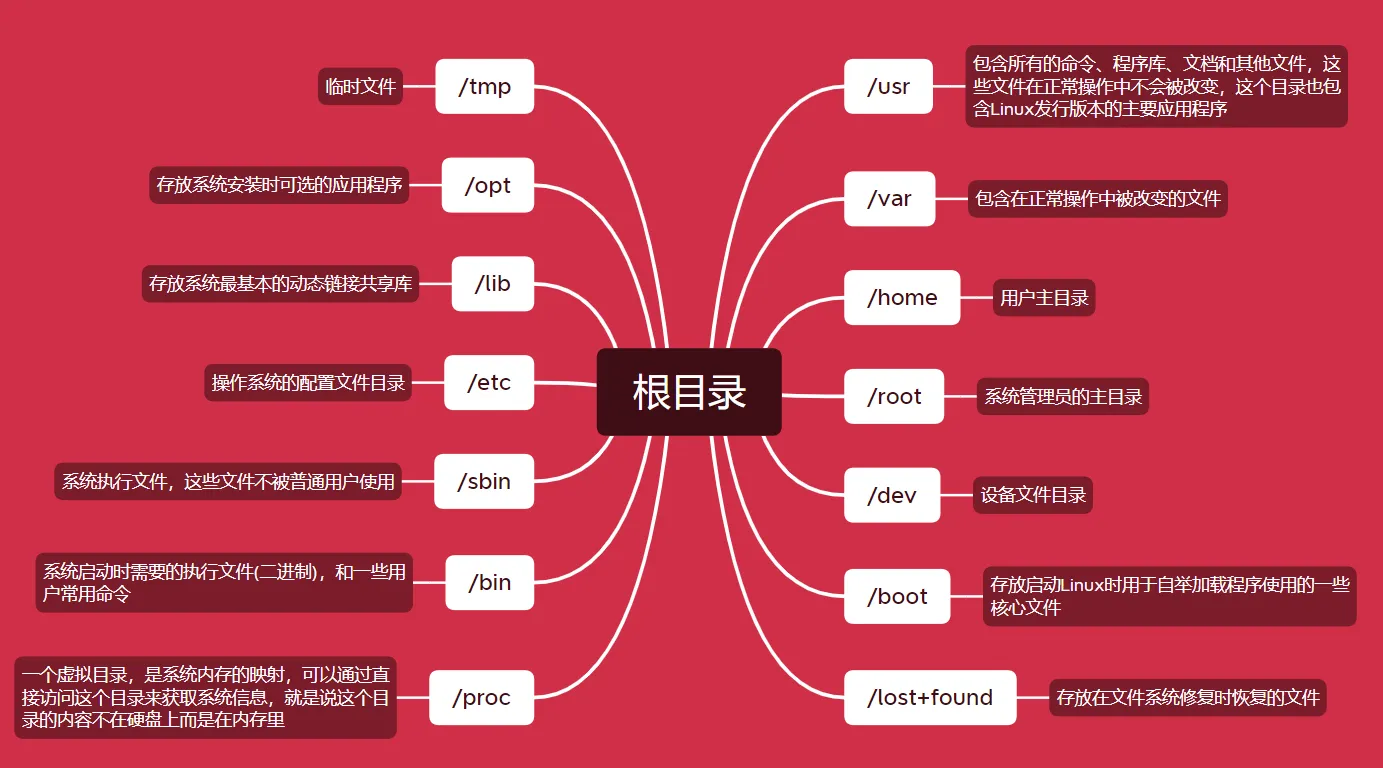 根目录
/usr
包含所有的命令、程序库、文档和其他文件，这
些文件在正常操作中不会被改变，这个目录也包
含Linux发行版本的主要应用程序
/var
包含在正常操作中被改变的文件
/home
用户主目录
/root
系统管理员的主目录
/dev
设备文件目录
/boot
存放启动Linux时用于自举加载程序使用的一些
核心文件
/lost+found
存放在文件系统修复时恢复的文件
/tmp
临时文件
/opt
存放系统安装时可选的应用程序
/lib
存放系统最基本的动态链接共享库
/etc
操作系统的配置文件目录
/sbin
系统执行文件，这些文件不被普通用户使用
/bin
系统启动时需要的执行文件(二进制)，和一些用
户常用命令
/proc
一个虚拟目录，是系统内存的映射，可以通过直
接访问这个目录来获取系统信息，就是说这个目
录的内容不在硬盘上而是在内存里